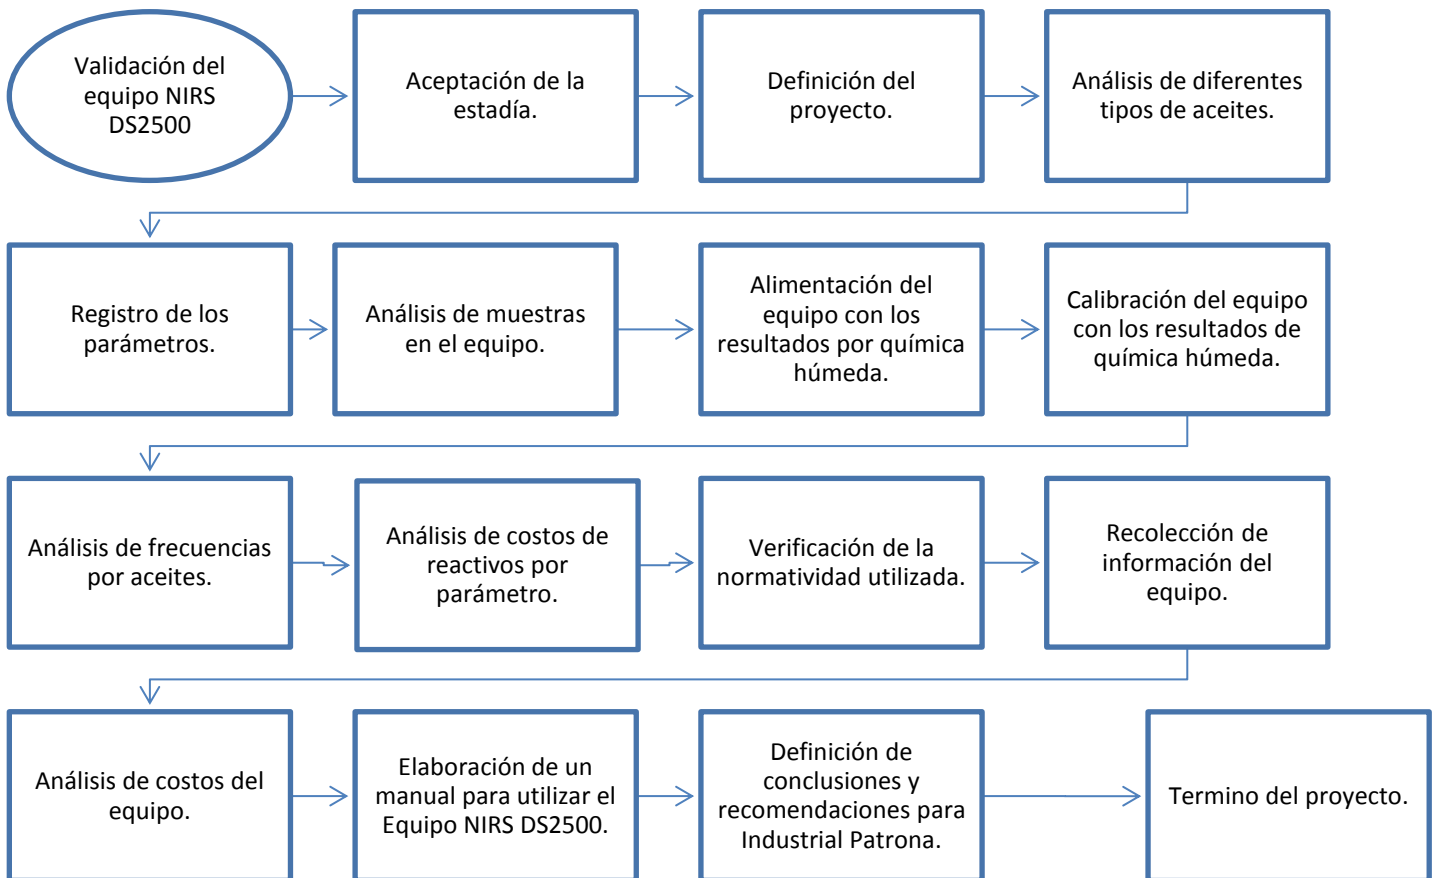 Validación del
equipo NIRS
DS2500
Aceptación de la
estadía.
Definición del
proyecto.
Análisis de diferentes
tipos de aceites.
Registro de los
parámetros.
Análisis de muestras
en el equipo.
Alimentación del
equipo con los
resultados por química
húmeda.
Calibración del equipo
con los resultados de
química húmeda.
Análisis de frecuencias
por aceites.
Análisis de costos de
reactivos por
parámetro.
Verificación de la
normatividad utilizada.
Recolección de
información del
equipo.
Análisis de costos del
equipo.
Elaboración de un
manual para utilizar el
Equipo NIRS DS2500.
Definición de
conclusiones y
recomendaciones para
Industrial Patrona.
Termino del proyecto.